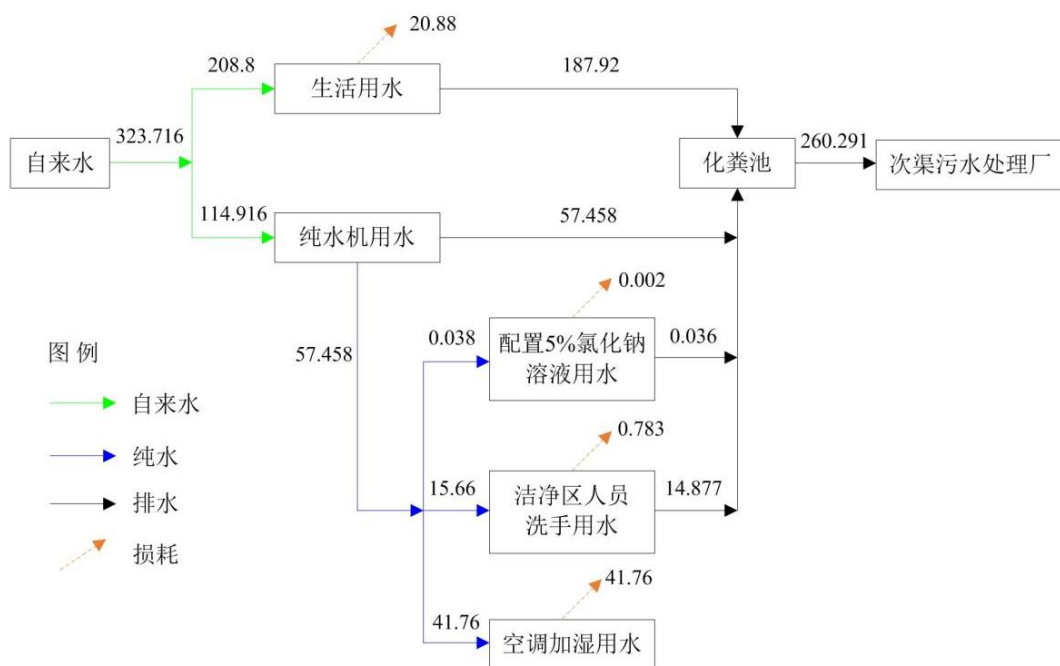 20.88
208.8
生活用水
187.92
323.716
自来水
化粪池
260.291
次渠污水处理厂
114.916
纯水机用水
57.458
0.002
0.038
配置5%氯化钠
溶液用水
0.036
57.458
图 例
自来水
0.783
纯水
15.66
洁净区人员
洗手用水
14.877
排水
损耗
41.76
41.76
空调加湿用水